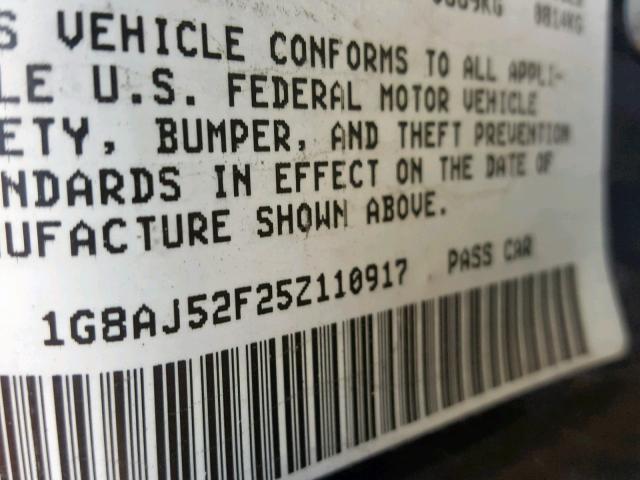 0814KG
S VEHICLE CONFORMS TO ALL APPLI-
LE U.S. FEDERAL MOTOR VEHICLE
ETY, BUMPER, AND THEFT PREVENTION
NDARDS IN EFFECT ON THE DATE OF
UFACTURE SHOWN ABOVE.
1G8AJ52F25Z110917 PASS CAR